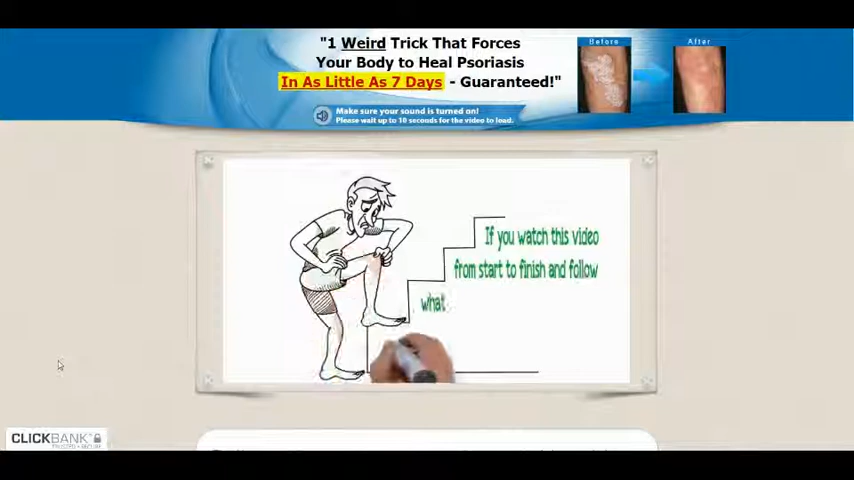 "1 Weird Trick That Forces
Your Body to Heal Psoriasis
In As Little As 7 Days - Guaranteed!"
Before
After
Make sure your sound is turned on!
Please wait up to 10 seconds for the video to load.
If you watch this video
from start to finish and follow
what
CLICKBANK